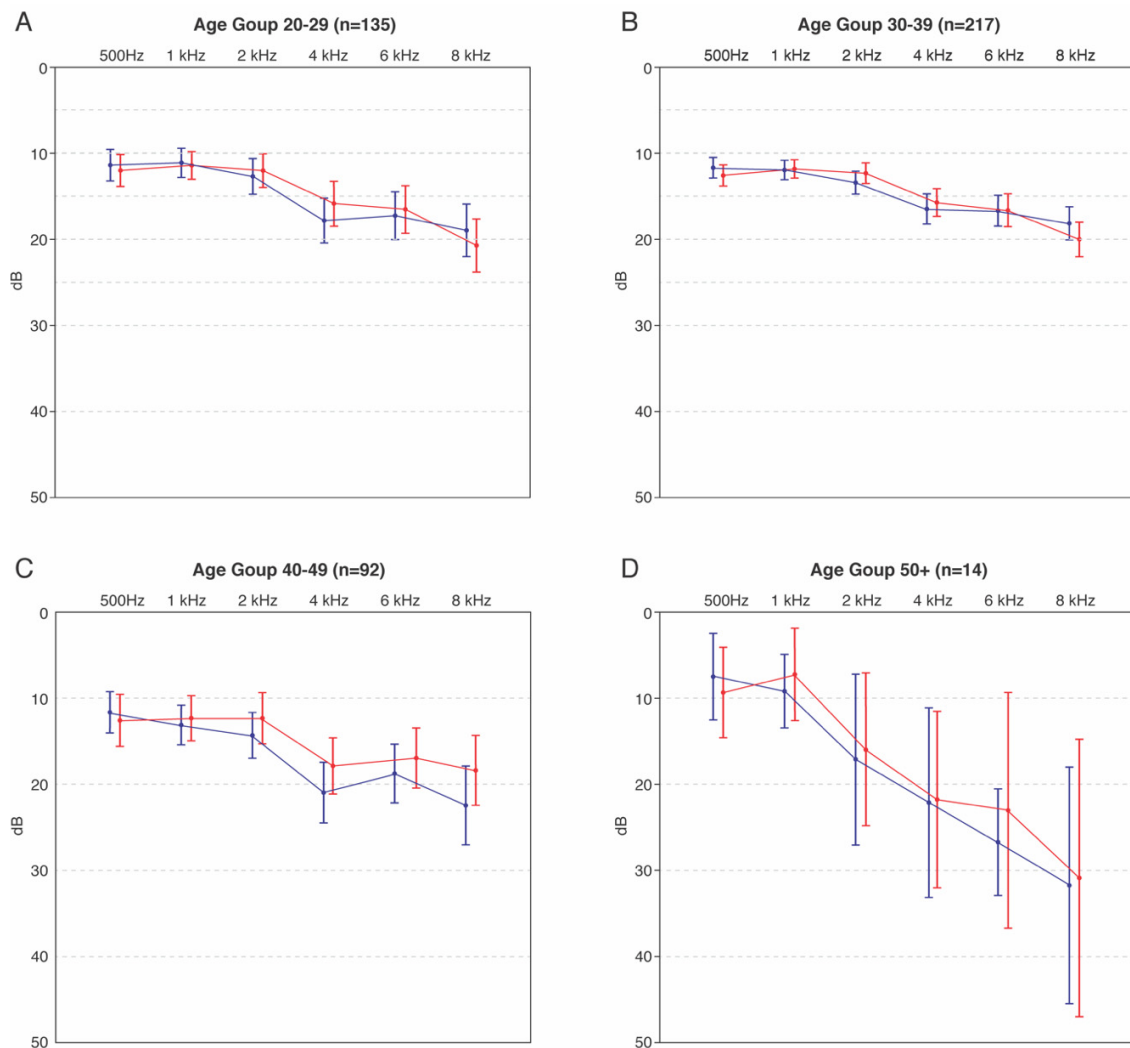 A
Age Goup 20-29 (n=135)
500Hz 1 kHz 2 kHz 4 kHz 6 kHz 8 kHz
0
10
20
30
40
50
dB
B
Age Goup 30-39 (n=217)
500Hz 1 kHz 2 kHz 4 kHz 6 kHz 8 kHz
0
10
20
30
40
50
dB
C
Age Goup 40-49 (n=92)
500Hz 1 kHz 2 kHz 4 kHz 6 kHz 8 kHz
0
10
20
30
40
50
dB
D
Age Goup 50+ (n=14)
500Hz 1 kHz 2 kHz 4 kHz 6 kHz 8 kHz
0
10
20
30
40
50
dB